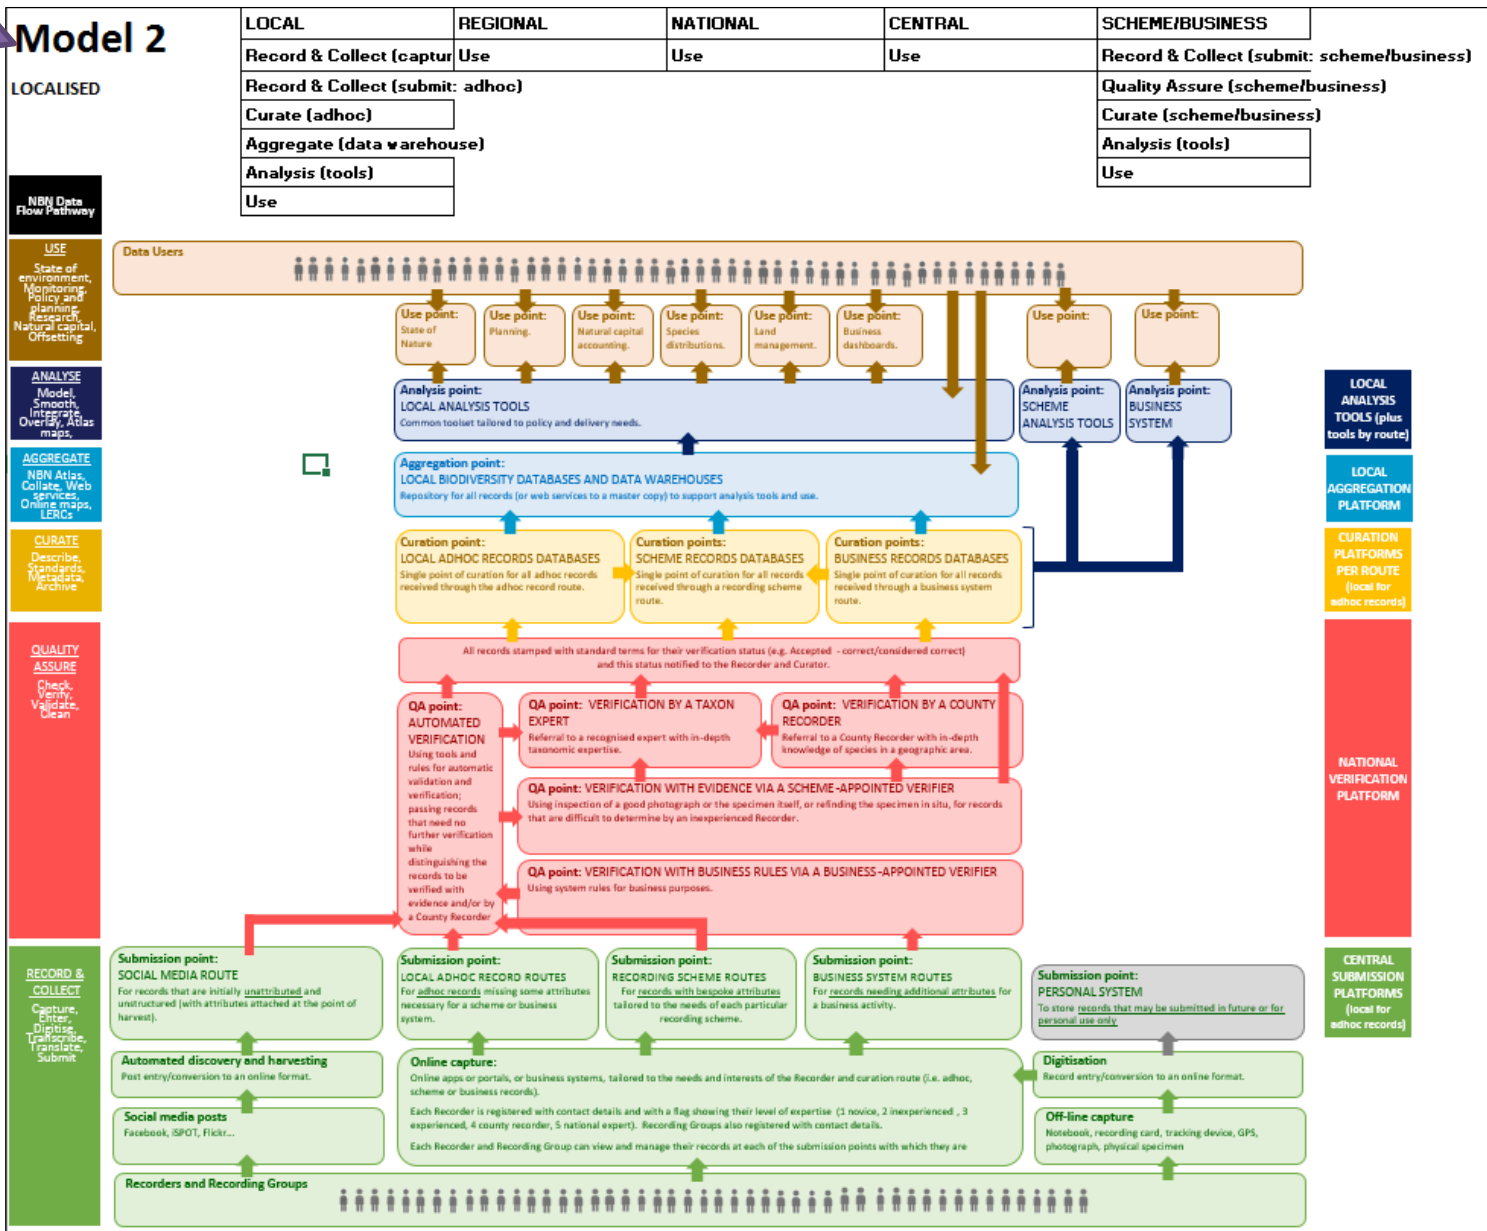 Model 2
LOCALISED
LOCAL
REGIONAL
NATIONAL
CENTRAL
SCHEME/BUSINESS
Record & Collect (captur
Use
Use
Use
Record & Collect (submit: scheme/business)
Record & Collect (submit: adhoc)
Quality Assure (scheme/business)
Curate (adhoc)
Curate (scheme/business)
Aggregate (data warehouse)
Analysis (tools)
Analysis (tools)
Use
Use
NBN Data
Flow Pathway
USE
State of
environment,
Monitoring,
Policy and
planning,
Research,
Natural capital,
Offsetting
Data Users
Use point:
State of
Nature
Use point:
Planning.
Use point:
Natural capital
accounting.
Use point:
Species
distributions.
Use point:
Land
management.
Use point:
Business
dashboards.
Use point:
Use point:
ANALYSE
Model,
Smooth,
Integrate,
Overlay, Atlas
maps,
Analysis point:
LOCAL ANALYSIS TOOLS
Common toolset tailored to policy and delivery needs.
Analysis point:
SCHEME
ANALYSIS TOOLS
Analysis point:
BUSINESS
SYSTEM
LOCAL
ANALYSIS
TOOLS (plus
tools by route)
AGGREGATE
NBN Atlas,
Collate, Web
services,
Online maps,
LERCs
Aggregation point:
LOCAL BIODIVERSITY DATABASES AND DATA WAREHOUSES
Repository for all records (or web services to a master copy) to support analysis tools and use.
LOCAL
AGGREGATION
PLATFORM
CURATE
Describe,
Standards,
Metadata,
Archive
Curation point:
LOCAL ADHOC RECORDS DATABASES
Single point of curation for all adhoc records
received through the adhoc record route.
Curation points:
SCHEME RECORDS DATABASES
Single point of curation for all records
received through a recording scheme
route.
Curation points:
BUSINESS RECORDS DATABASES
Single point of curation for all records
received through a business system
route.
CURATION
PLATFORMS
PER ROUTE
(local for
adhoc records)
QUALITY
ASSURE
Check,
Verify,
Validate,
Clean
All records stamped with standard terms for their verification status (e.g. Accepted - correct/considered correct)
and this status notified to the Recorder and Curator.
QA point:
AUTOMATED
VERIFICATION
Using tools and
rules for automatic
validation and
verification;
passing records
that need no
further verification
while
distinguishing the
records to be
verified with
evidence and/or by
a County Recorder
QA point: VERIFICATION BY A TAXON
EXPERT
Referral to a recognised expert with in-depth
taxonomic expertise.
QA point: VERIFICATION BY A COUNTY
RECORDER
Referral to a County Recorder with in-depth
knowledge of species in a geographic area.
QA point: VERIFICATION WITH EVIDENCE VIA A SCHEME-APPOINTED VERIFIER
Using inspection of a good photograph or the specimen itself, or refinding the specimen in situ, for records
that are difficult to determine by an inexperienced Recorder.
QA point: VERIFICATION WITH BUSINESS RULES VIA A BUSINESS-APPOINTED VERIFIER
Using system rules for business purposes.
NATIONAL
VERIFICATION
PLATFORM
RECORD &
COLLECT
Capture,
Enter,
Digitise,
Transcribe,
Translate,
Submit
Submission point:
SOCIAL MEDIA ROUTE
For records that are initially unattributed and
unstructured (with attributes attached at the point of
harvest).
Submission point:
LOCAL ADHOC RECORD ROUTES
For adhoc records missing some attributes
necessary for a scheme or business
system.
Submission point:
RECORDING SCHEME ROUTES
For records with bespoke attributes
tailored to the needs of each particular
recording scheme.
Submission point:
BUSINESS SYSTEM ROUTES
For records needing additional attributes for
a business activity.
Submission point:
PERSONAL SYSTEM
To store records that may be submitted in future or for
personal use only
CENTRAL
SUBMISSION
PLATFORMS
(local for
adhoc records)
Automated discovery and harvesting
Post entry/conversion to an online format.
Online capture:
Online apps or portals, or business systems, tailored to the needs and interests of the Recorder and curation route (i.e. adhoc,
scheme or business records).
Each Recorder is registered with contact details and with a flag showing their level of expertise (1 novice, 2 inexperienced , 3
experienced, 4 county recorder, 5 national expert). Recording Groups also registered with contact details.
Each Recorder and Recording Group can view and manage their records at each of the submission points with which they are
Digitisation
Record entry/conversion to an online format.
Social media posts
Facebook, iSPOT, Flickr...
Off-line capture
Notebook, recording card, tracking device, GPS,
photograph, physical specimen
Recorders and Recording Groups